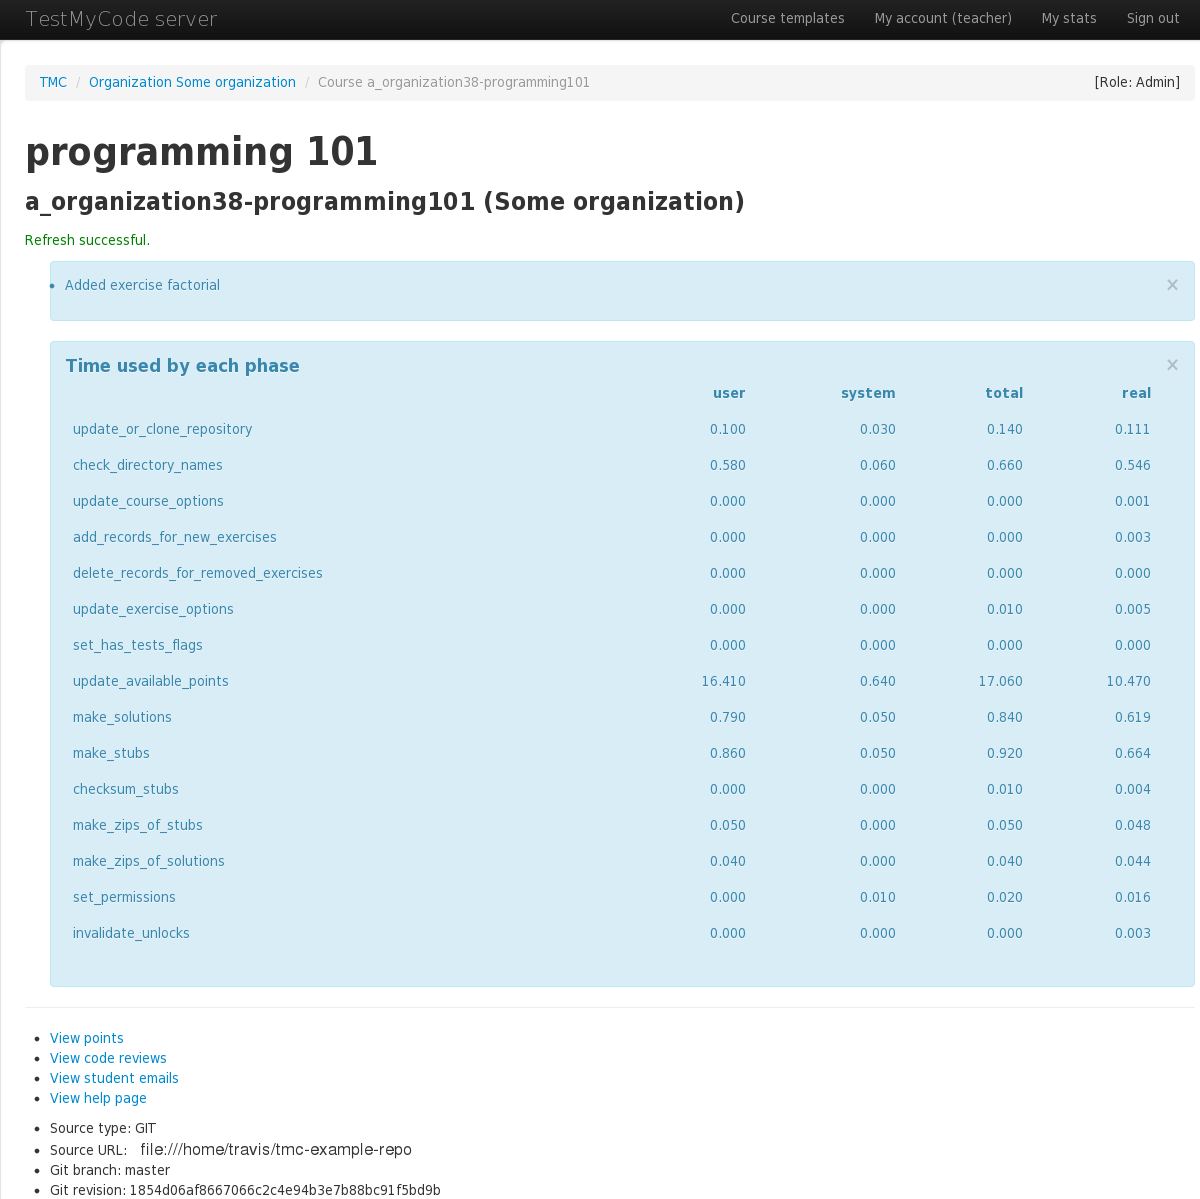 TestMyCode server Course templates My account (teacher) My stats Sign out
TMC / Organization Some organization / Course a_organization38-programming101 [Role: Admin]
programming 101
a_organization38-programming101 (Some organization)
Refresh successful.
• Added exercise factorial ×
Time used by each phase ×
user system total real
update_or_clone_repository 0.100 0.030 0.140 0.111
check_directory_names 0.580 0.060 0.660 0.546
update_course_options 0.000 0.000 0.000 0.001
add_records_for_new_exercises 0.000 0.000 0.000 0.003
delete_records_for_removed_exercises 0.000 0.000 0.000 0.000
update_exercise_options 0.000 0.000 0.010 0.005
set_has_tests_flags 0.000 0.000 0.000 0.000
update_available_points 16.410 0.640 17.060 10.470
make_solutions 0.790 0.050 0.840 0.619
make_stubs 0.860 0.050 0.920 0.664
checksum_stubs 0.000 0.000 0.010 0.004
make_zips_of_stubs 0.050 0.000 0.050 0.048
make_zips_of_solutions 0.040 0.000 0.040 0.044
set_permissions 0.000 0.010 0.020 0.016
invalidate_unlocks 0.000 0.000 0.000 0.003
• View points
• View code reviews
• View student emails
• View help page
• Source type: GIT
• Source URL: file:///home/travis/tmc-example-repo
• Git branch: master
• Git revision: 1854d06af8667066c2c4e94b3e7b88bc91f5bd9b